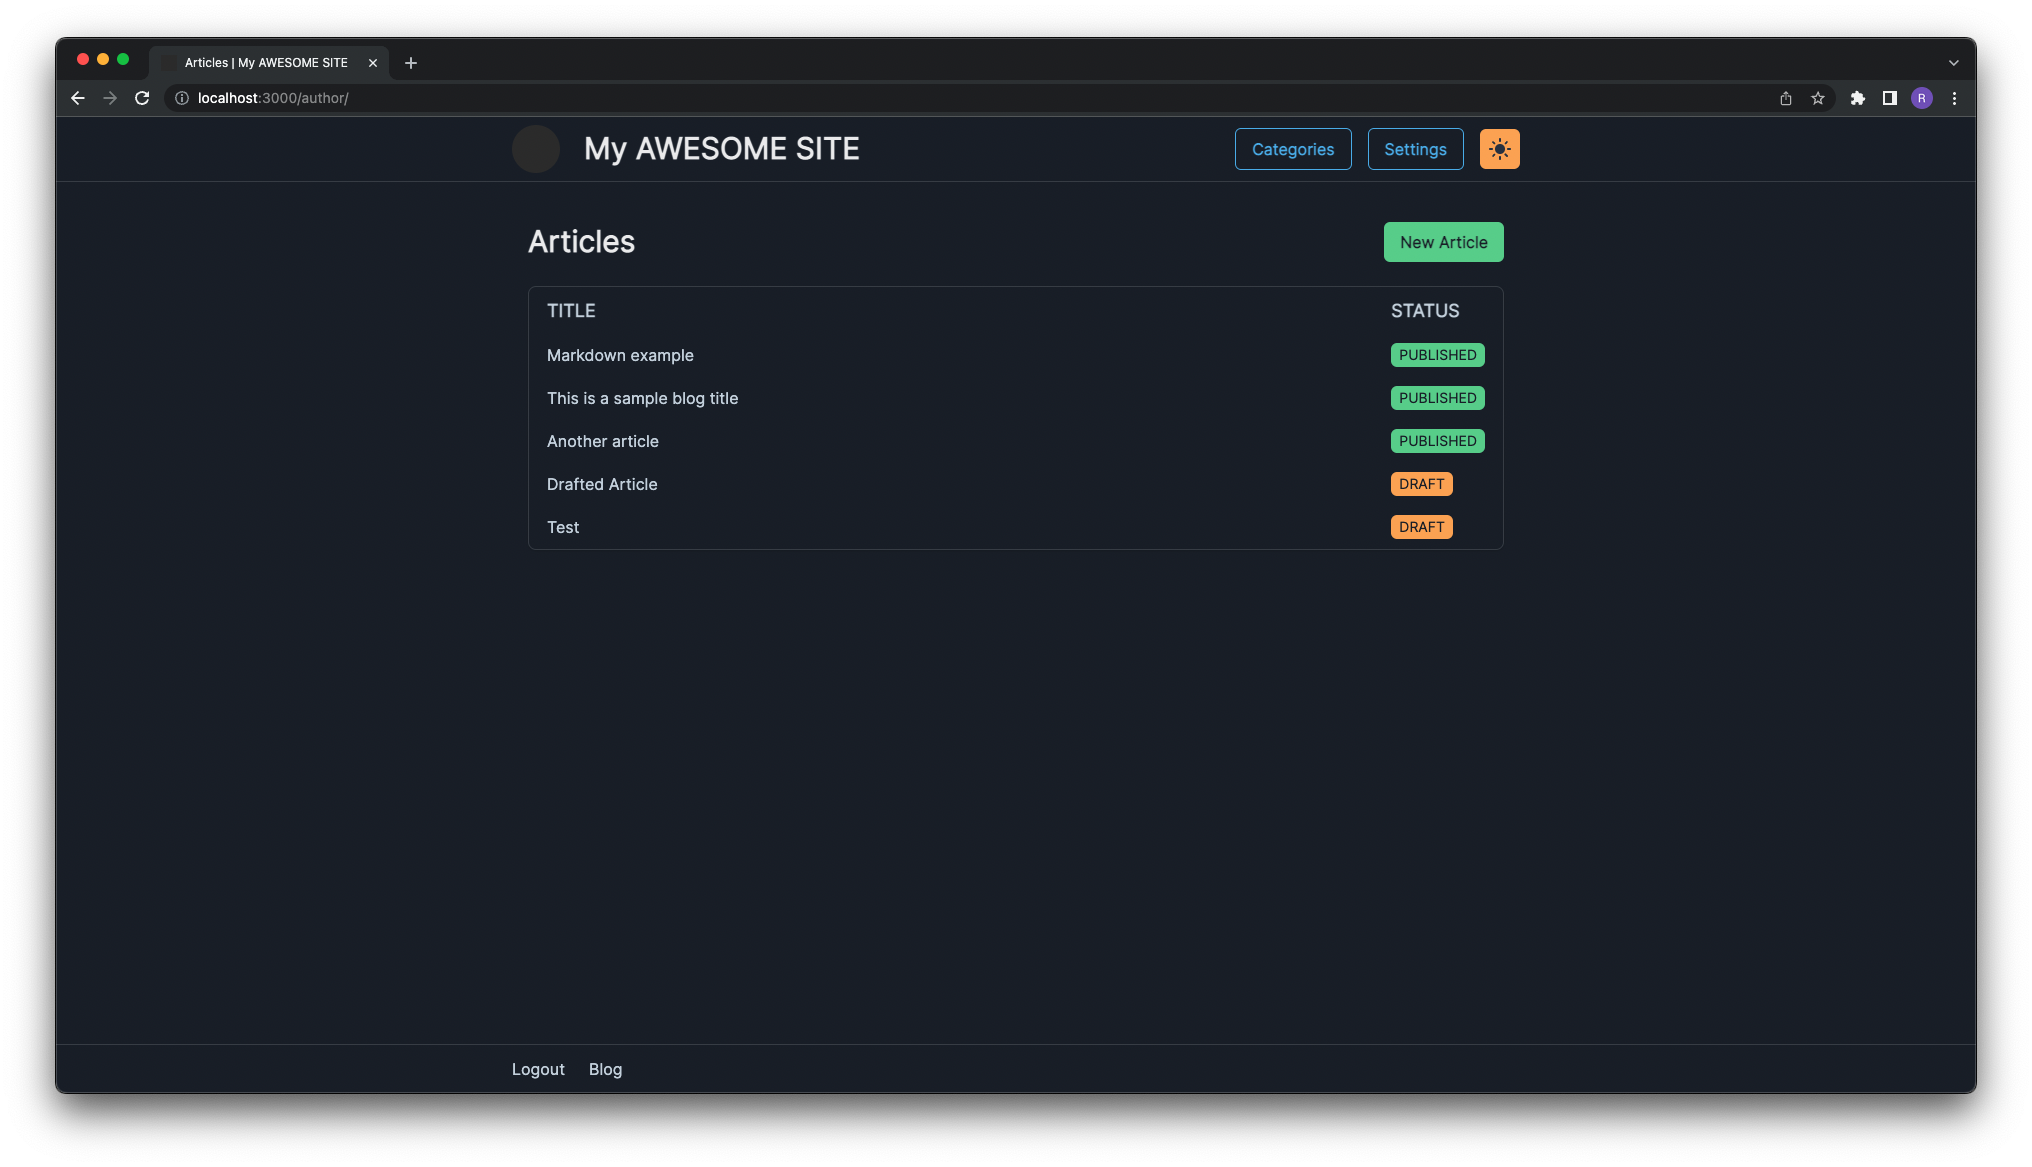 Articles | My AWESOME SITE
localhost:3000/author/
R
My AWESOME SITE
Categories
Settings
Articles
New Article
TITLE STATUS
Markdown example PUBLISHED
This is a sample blog title PUBLISHED
Another article PUBLISHED
Drafted Article DRAFT
Test DRAFT
Logout Blog